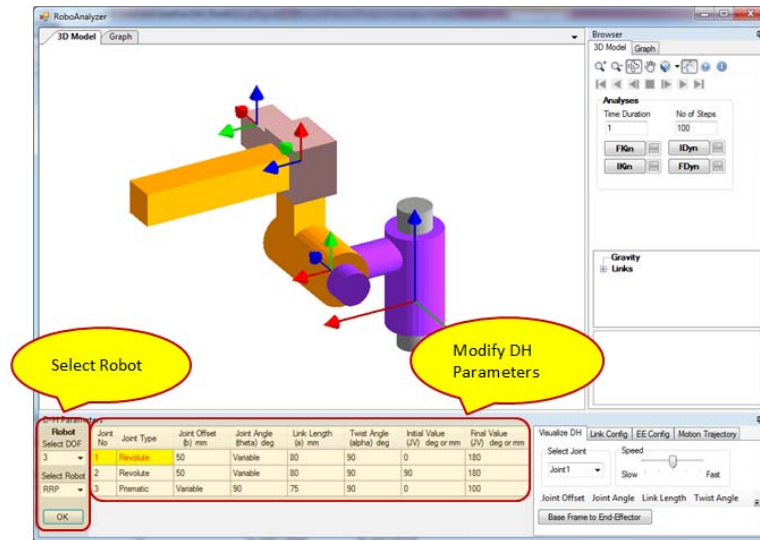 RoboAnalyzer
3D Model Graph
Browser
3D Model Graph
Analyses
Time Duration No of Steps
1 100
FKin IDyn
IKin FDyn
Gravity
Links
Select Robot
Modify DH
Parameters
D-H Parameters
Robot
Select DOF
3
Select Robot
RRP
OK
Joint No Joint Type Joint Offset (b) mm Joint Angle (theta) deg Link Length (a) mm Twist Angle (alpha) deg Initial Value (JV) deg or mm Final Value (JV) deg or mm
1 Revolute 50 Variable 80 90 0 180
2 Revolute 50 Variable 80 90 90 180
3 Prismatic Variable 90 75 90 0 100
Visualize DH Link Config EE Config Motion Trajectory
Select Joint Speed
Joint1
Slow Fast
Joint Offset Joint Angle Link Length Twist Angle
Base Frame to End-Effector